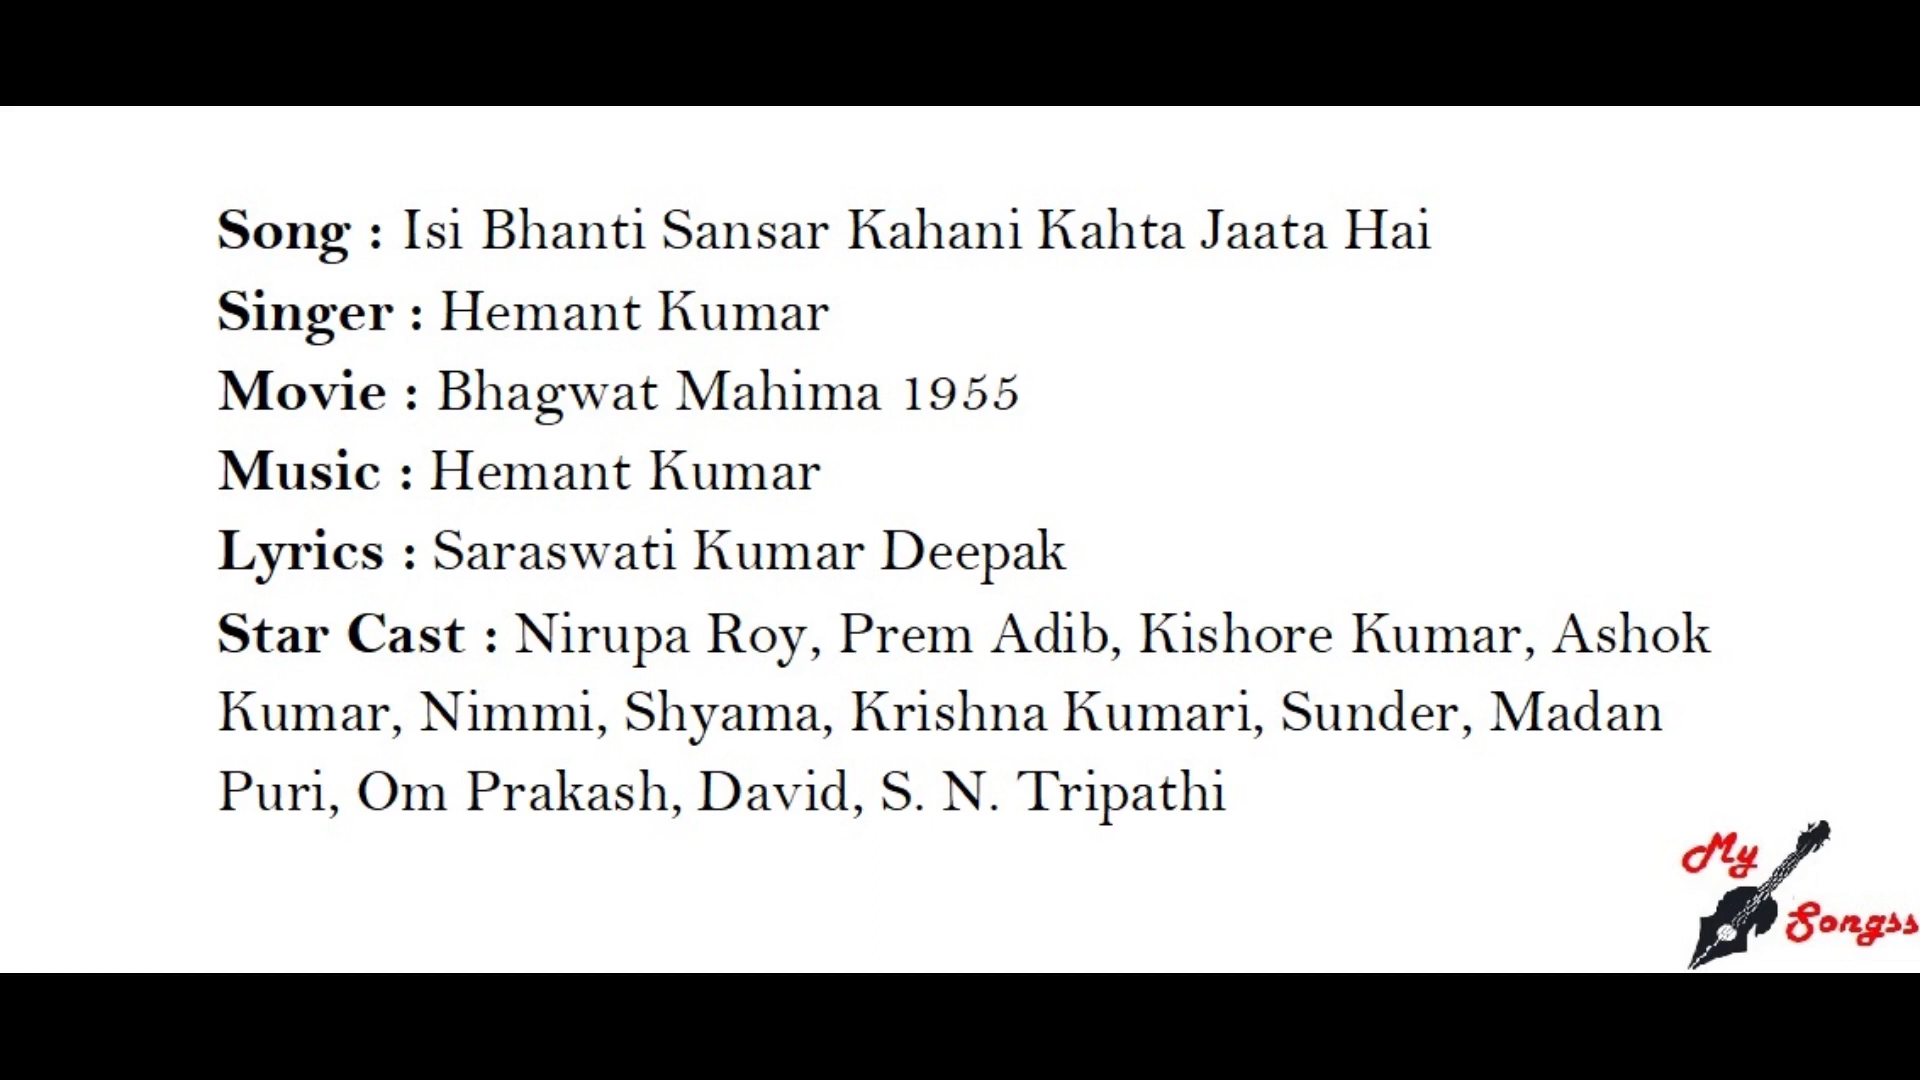 Song : Isi Bhanti Sansar Kahani Kahta Jaata Hai
Singer : Hemant Kumar
Movie : Bhagwat Mahima 1955
Music : Hemant Kumar
Lyrics : Saraswati Kumar Deepak
Star Cast : Nirupa Roy, Prem Adib, Kishore Kumar, Ashok
Kumar, Nimmi, Shyama, Krishna Kumari, Sunder, Madan
Puri, Om Prakash, David, S. N. Tripathi
My
Songss